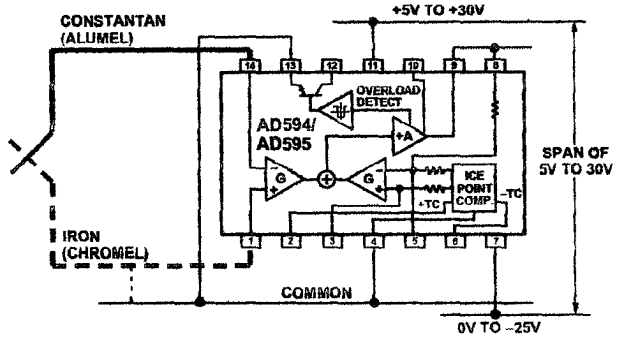 CONSTANTAN
(ALUMEL)
+5V TO +30V
14 13 12 11 10 9 8
OVERLOAD
DETECT
AD594/
AD595
+A
SPAN OF
5V TO 30V
– G +
– G +
ICE
POINT
COMP.
–TC
+TC
IRON
(CHROMEL)
1 2 3 4 5 6 7
COMMON
0V TO –25V